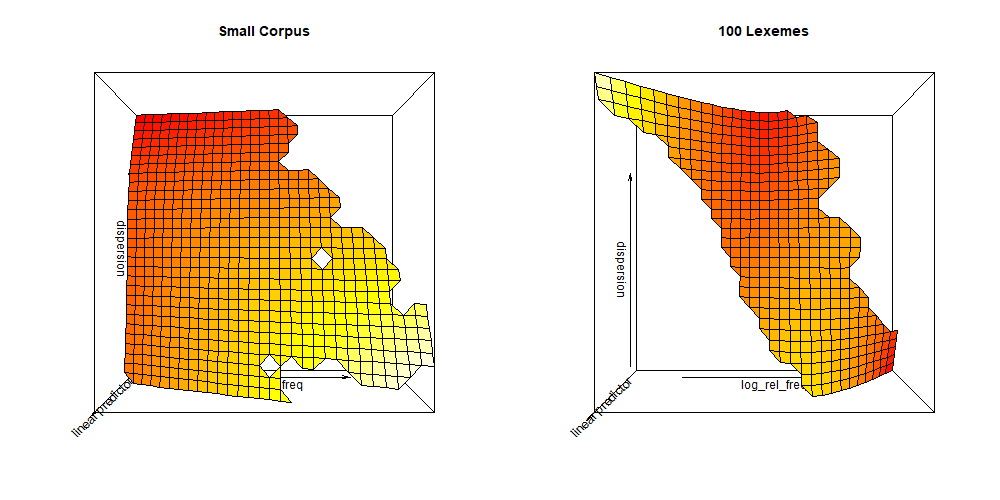 Small Corpus
100 Lexemes
dispersion
freq
linear predictor
dispersion
log_rel_fre
linear predictor